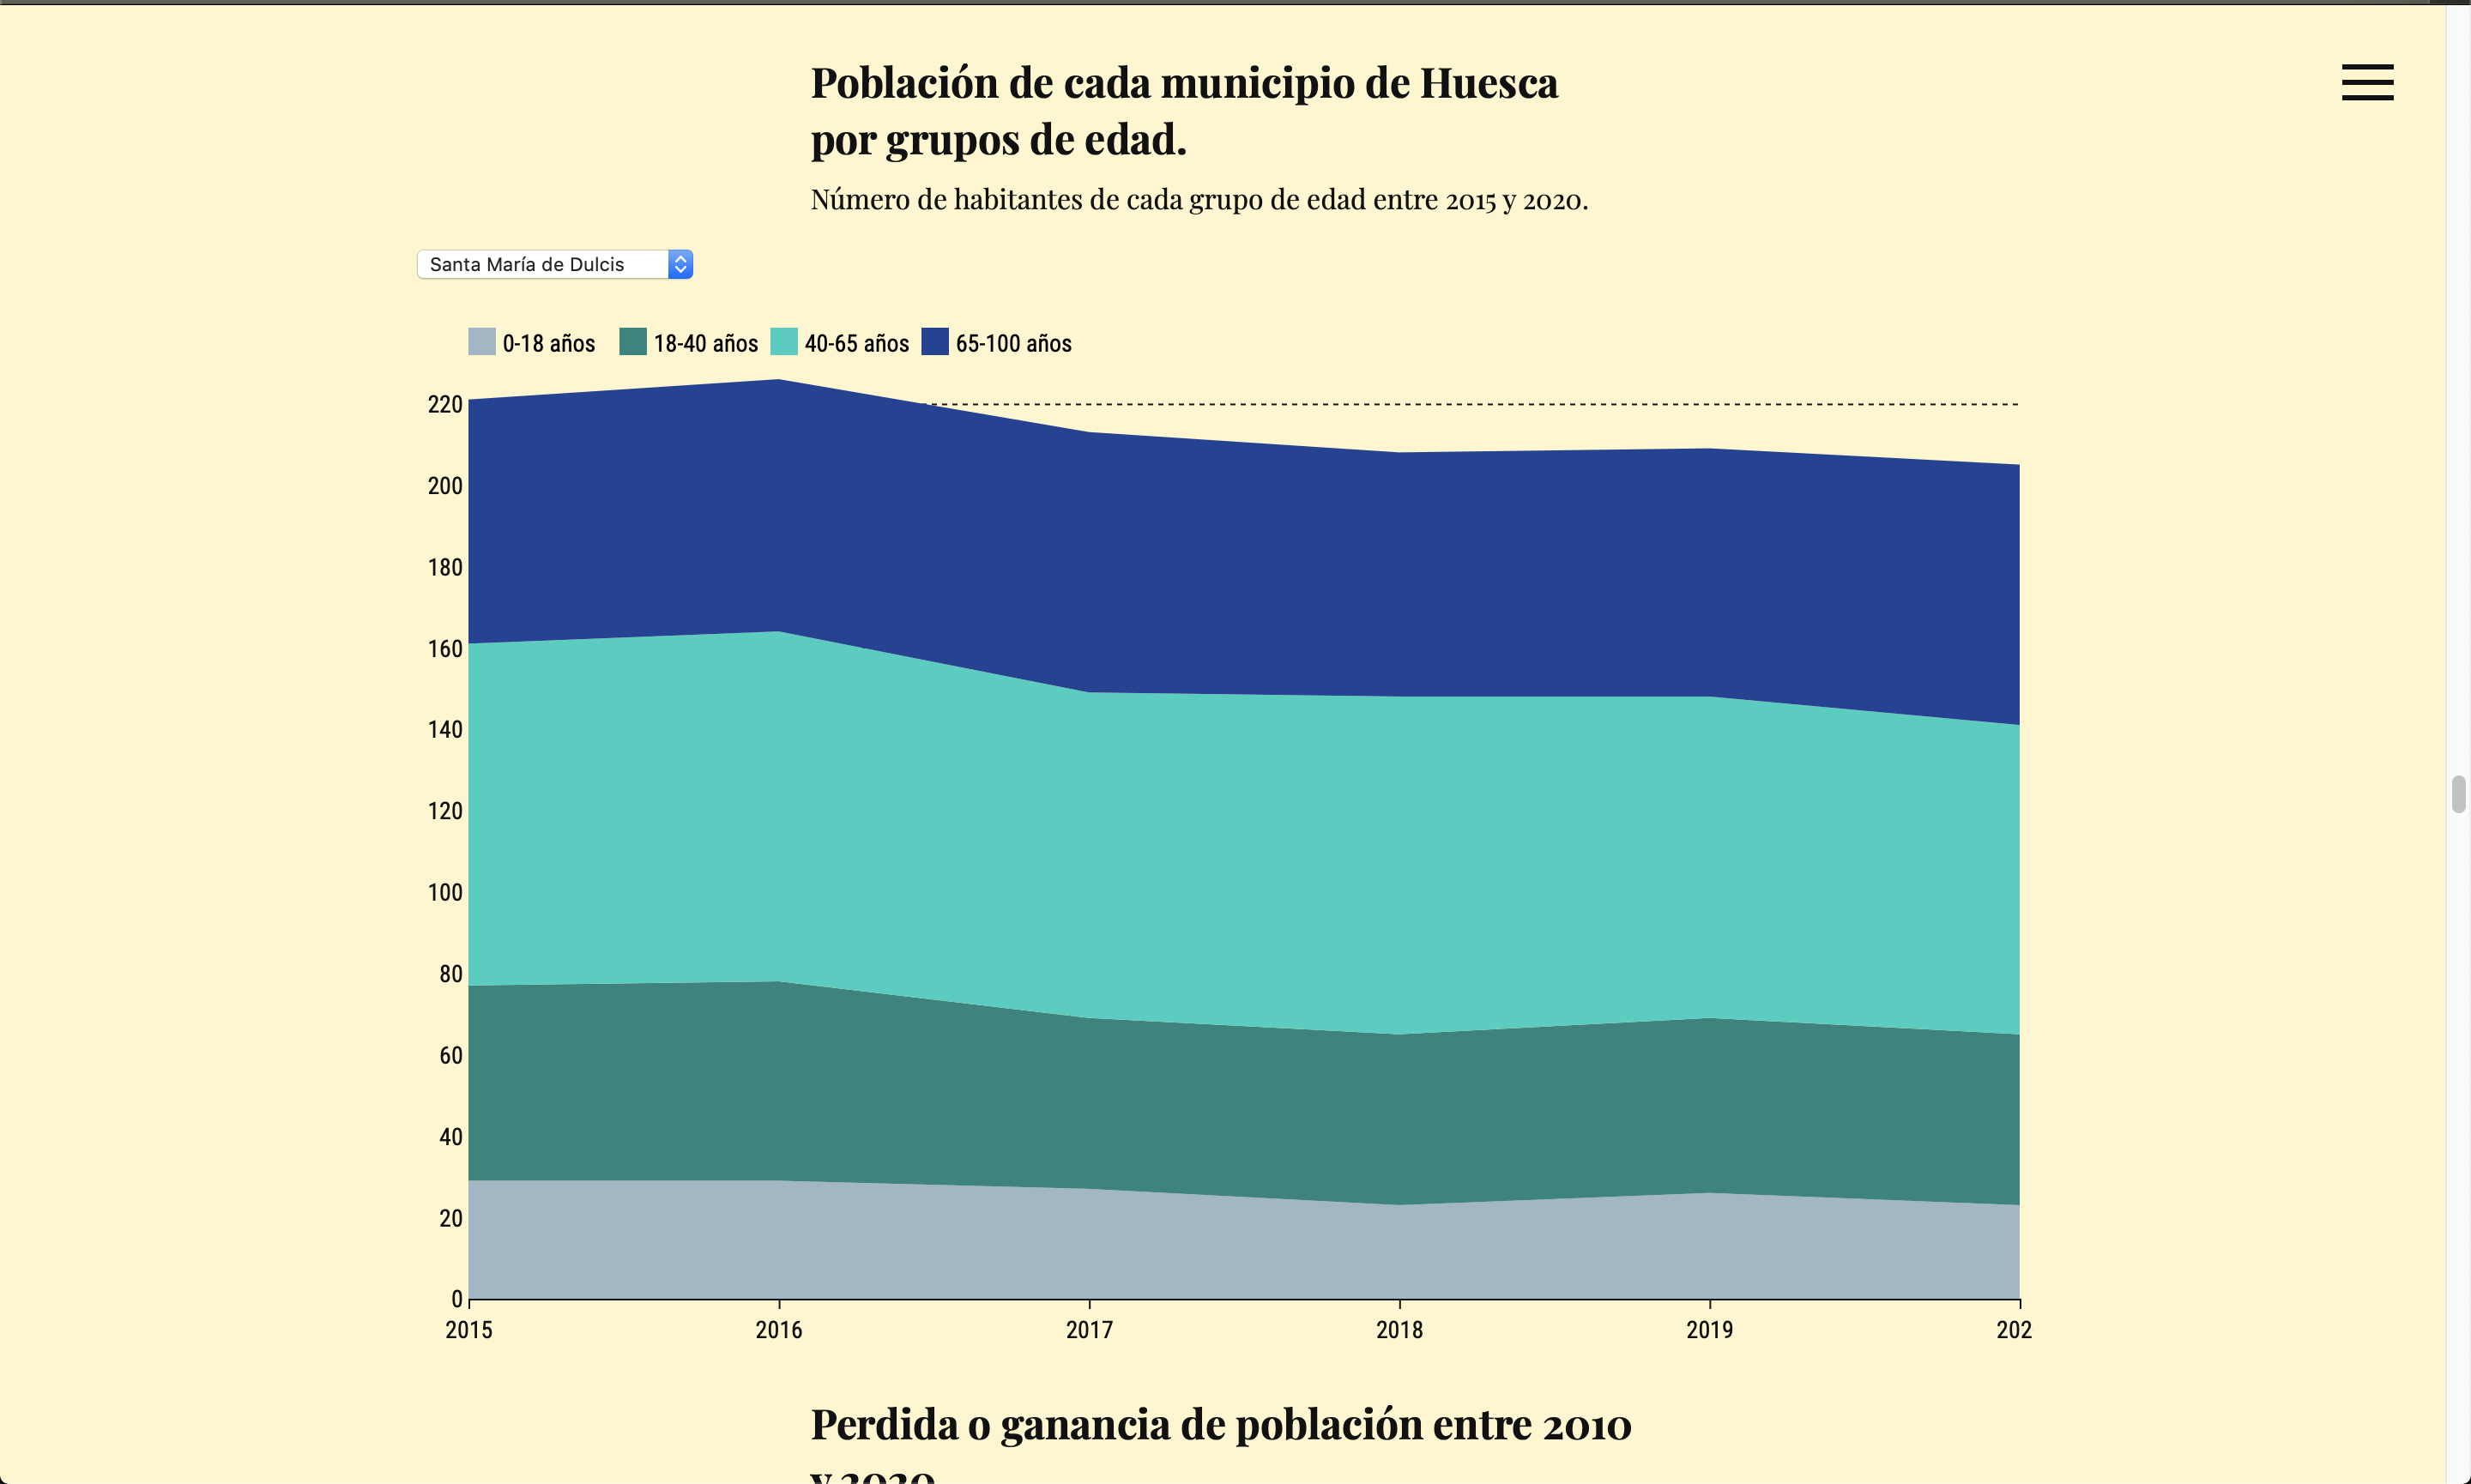 Población de cada municipio de Huesca
por grupos de edad.
Número de habitantes de cada grupo de edad entre 2015 y 2020.
Santa María de Dulcis
0-18 años 18-40 años 40-65 años 65-100 años
220
200
180
160
140
120
100
80
60
40
20
0
2015 2016 2017 2018 2019 202
Perdida o ganancia de población entre 2010
y 2020